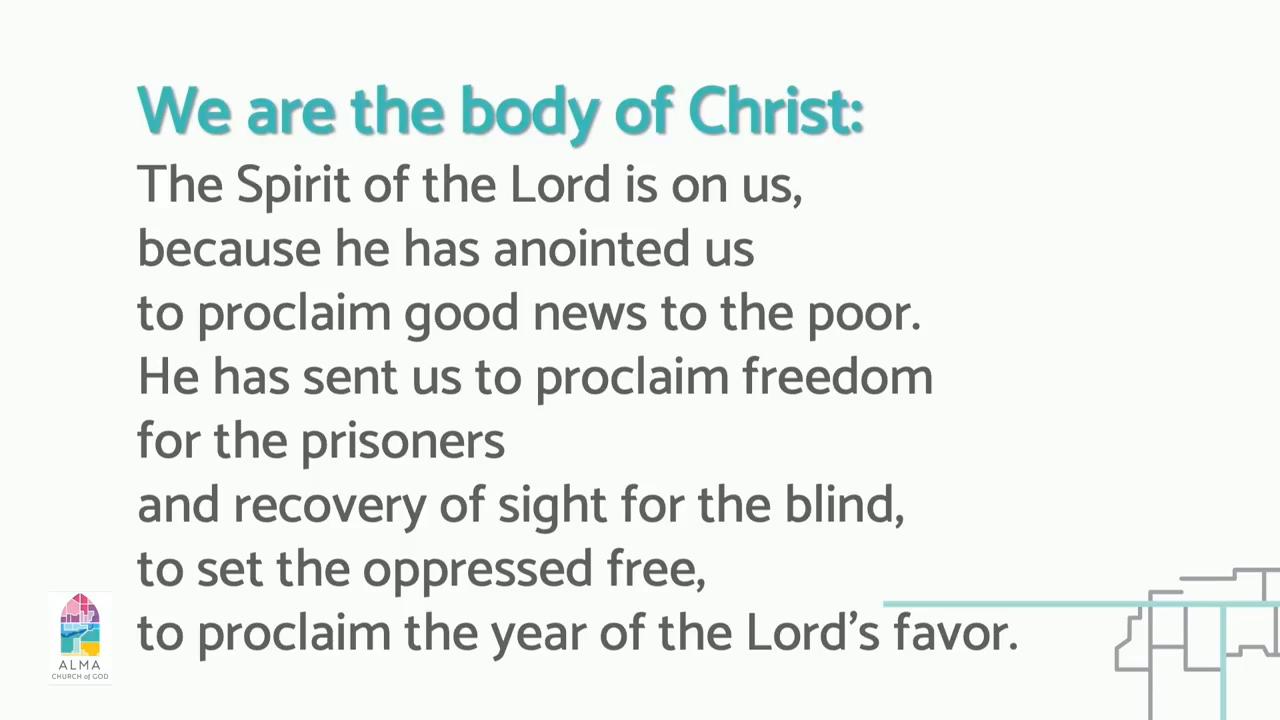 We are the body of Christ:
The Spirit of the Lord is on us,
because he has anointed us
to proclaim good news to the poor.
He has sent us to proclaim freedom
for the prisoners
and recovery of sight for the blind,
to set the oppressed free,
to proclaim the year of the Lord’s favor.
ALMA
CHURCH of GOD